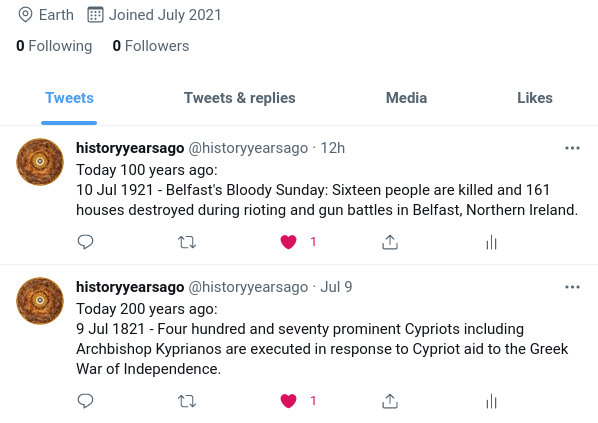 Earth Joined July 2021
0 Following 0 Followers
Tweets Tweets & replies Media Likes
historyyearsago @historyyearsago · 12h
Today 100 years ago:
10 Jul 1921 - Belfast's Bloody Sunday: Sixteen people are killed and 161
houses destroyed during rioting and gun battles in Belfast, Northern Ireland.
1
historyyearsago @historyyearsago · Jul 9
Today 200 years ago:
9 Jul 1821 - Four hundred and seventy prominent Cypriots including
Archbishop Kyprianos are executed in response to Cypriot aid to the Greek
War of Independence.
1